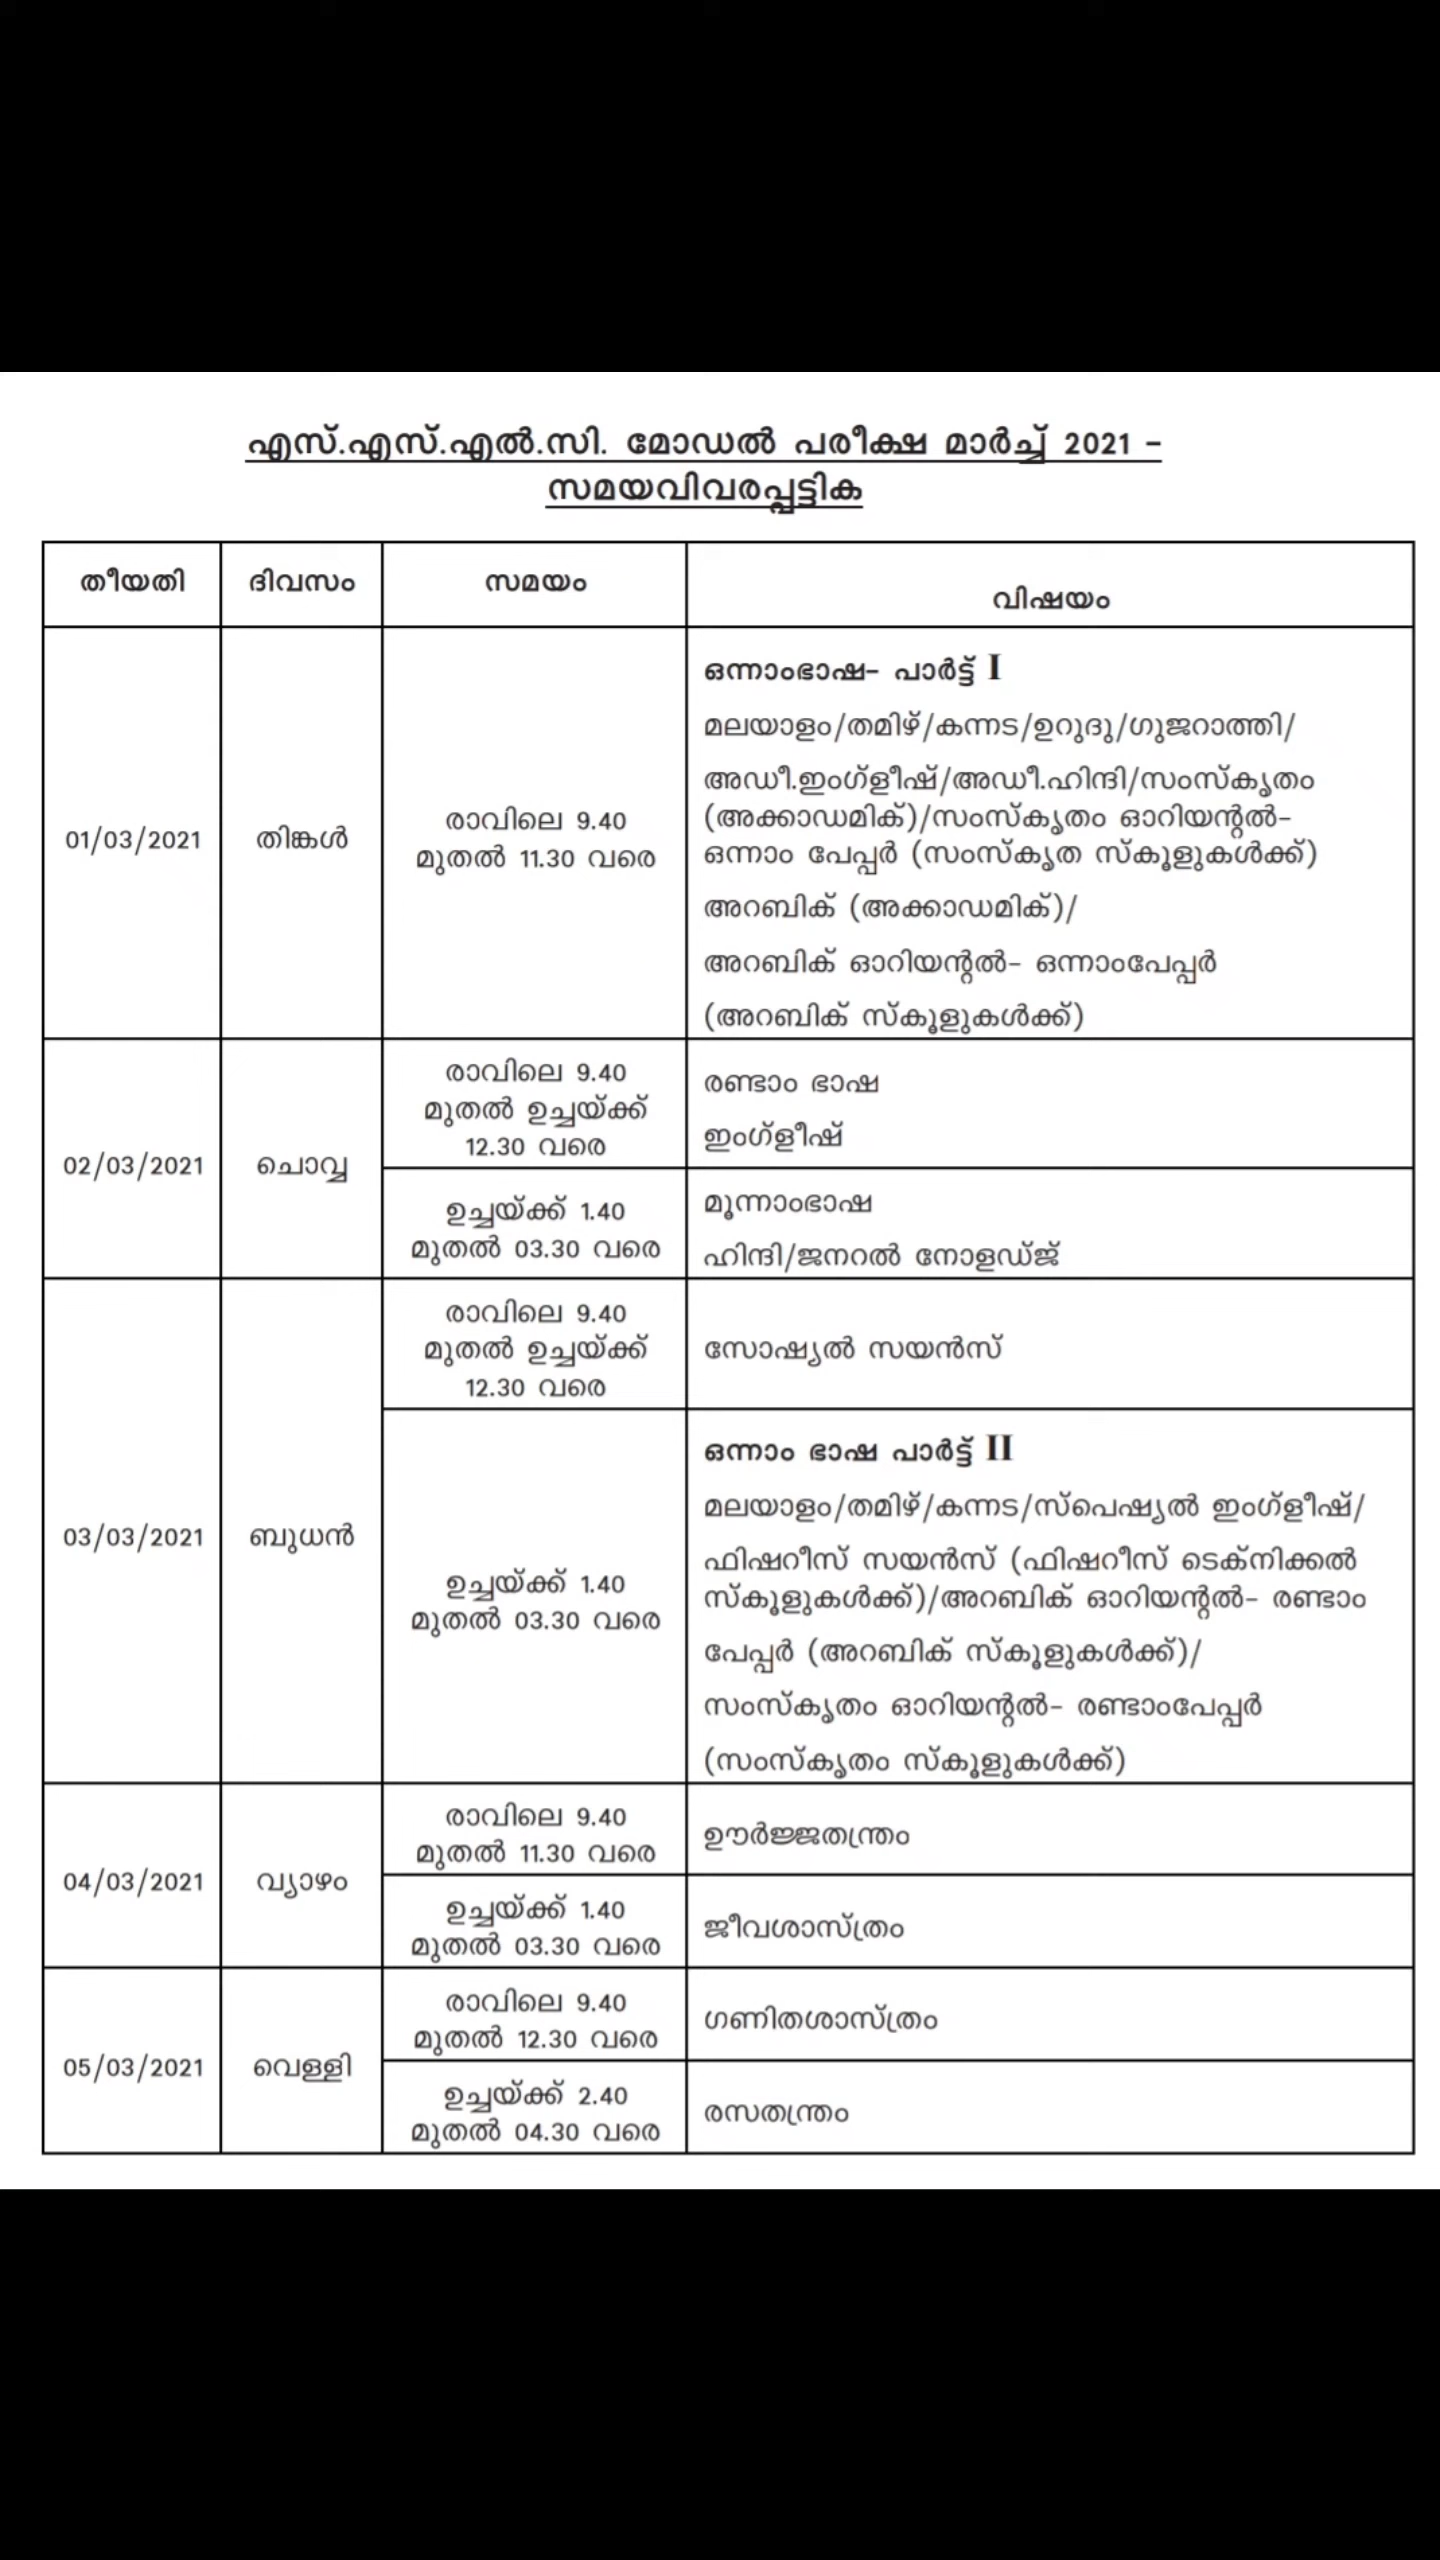 എസ്.എസ്.എൽ.സി. മോഡൽ പരീക്ഷ മാർച്ച് 2021 –
സമയവിവരപ്പട്ടിക
തീയതി ദിവസം സമയം വിഷയം
01/03/2021 തിങ്കൾ
രാവിലെ 9.40
മുതൽ 11.30 വരെ
ഒന്നാംഭാഷ– പാർട്ട് I
മലയാളം/തമിഴ്/കന്നട/ഉറുദു/ഗുജറാത്തി/
അഡീ.ഇംഗ്ളീഷ്/അഡീ.ഹിന്ദി/സംസ്കൃതം
(അക്കാഡമിക്)/സംസ്കൃതം ഓറിയന്റൽ–
ഒന്നാം പേപ്പർ (സംസ്കൃത സ്കൂളുകൾക്ക്)
അറബിക് (അക്കാഡമിക്)/
അറബിക് ഓറിയന്റൽ– ഒന്നാംപേപ്പർ
(അറബിക് സ്കൂളുകൾക്ക്)
02/03/2021 ചൊവ്വ
രാവിലെ 9.40
മുതൽ ഉച്ചയ്ക്ക്
12.30 വരെ
രണ്ടാം ഭാഷ
ഇംഗ്ളീഷ്
ഉച്ചയ്ക്ക് 1.40
മുതൽ 03.30 വരെ
മൂന്നാംഭാഷ
ഹിന്ദി/ജനറൽ നോളഡ്ജ്
03/03/2021 ബുധൻ
രാവിലെ 9.40
മുതൽ ഉച്ചയ്ക്ക്
12.30 വരെ
സോഷ്യൽ സയൻസ്
ഉച്ചയ്ക്ക് 1.40
മുതൽ 03.30 വരെ
ഒന്നാം ഭാഷ പാർട്ട് II
മലയാളം/തമിഴ്/കന്നട/സ്പെഷ്യൽ ഇംഗ്ളീഷ്/
ഫിഷറീസ് സയൻസ് (ഫിഷറീസ് ടെക്നിക്കൽ
സ്കൂളുകൾക്ക്)/അറബിക് ഓറിയന്റൽ– രണ്ടാം
പേപ്പർ (അറബിക് സ്കൂളുകൾക്ക്)/
സംസ്കൃതം ഓറിയന്റൽ– രണ്ടാംപേപ്പർ
(സംസ്കൃതം സ്കൂളുകൾക്ക്)
04/03/2021 വ്യാഴം
രാവിലെ 9.40
മുതൽ 11.30 വരെ
ഊർജ്ജതന്ത്രം
ഉച്ചയ്ക്ക് 1.40
മുതൽ 03.30 വരെ
ജീവശാസ്ത്രം
05/03/2021 വെള്ളി
രാവിലെ 9.40
മുതൽ 12.30 വരെ
ഗണിതശാസ്ത്രം
ഉച്ചയ്ക്ക് 2.40
മുതൽ 04.30 വരെ
രസതന്ത്രം